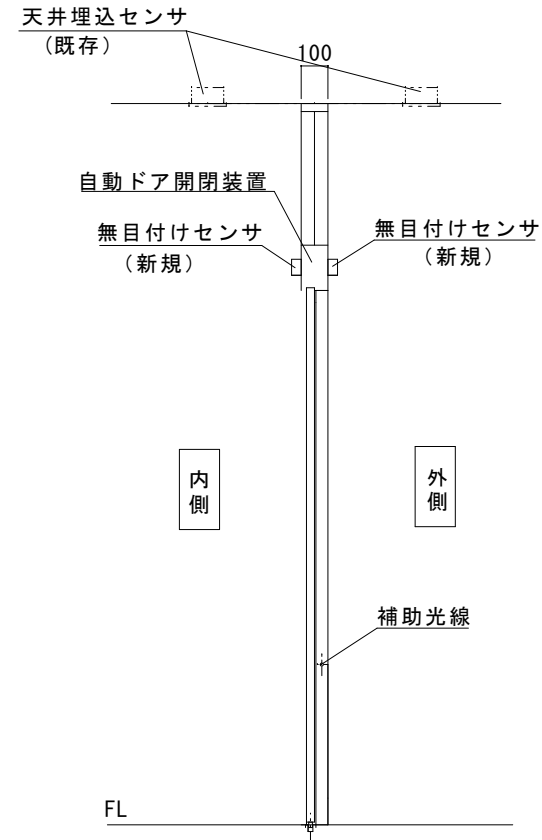 天井埋込センサ
（既存）
100
自動ドア開閉装置
無目付けセンサ
（新規）
無目付けセンサ
（新規）
内側
外側
補助光線
FL